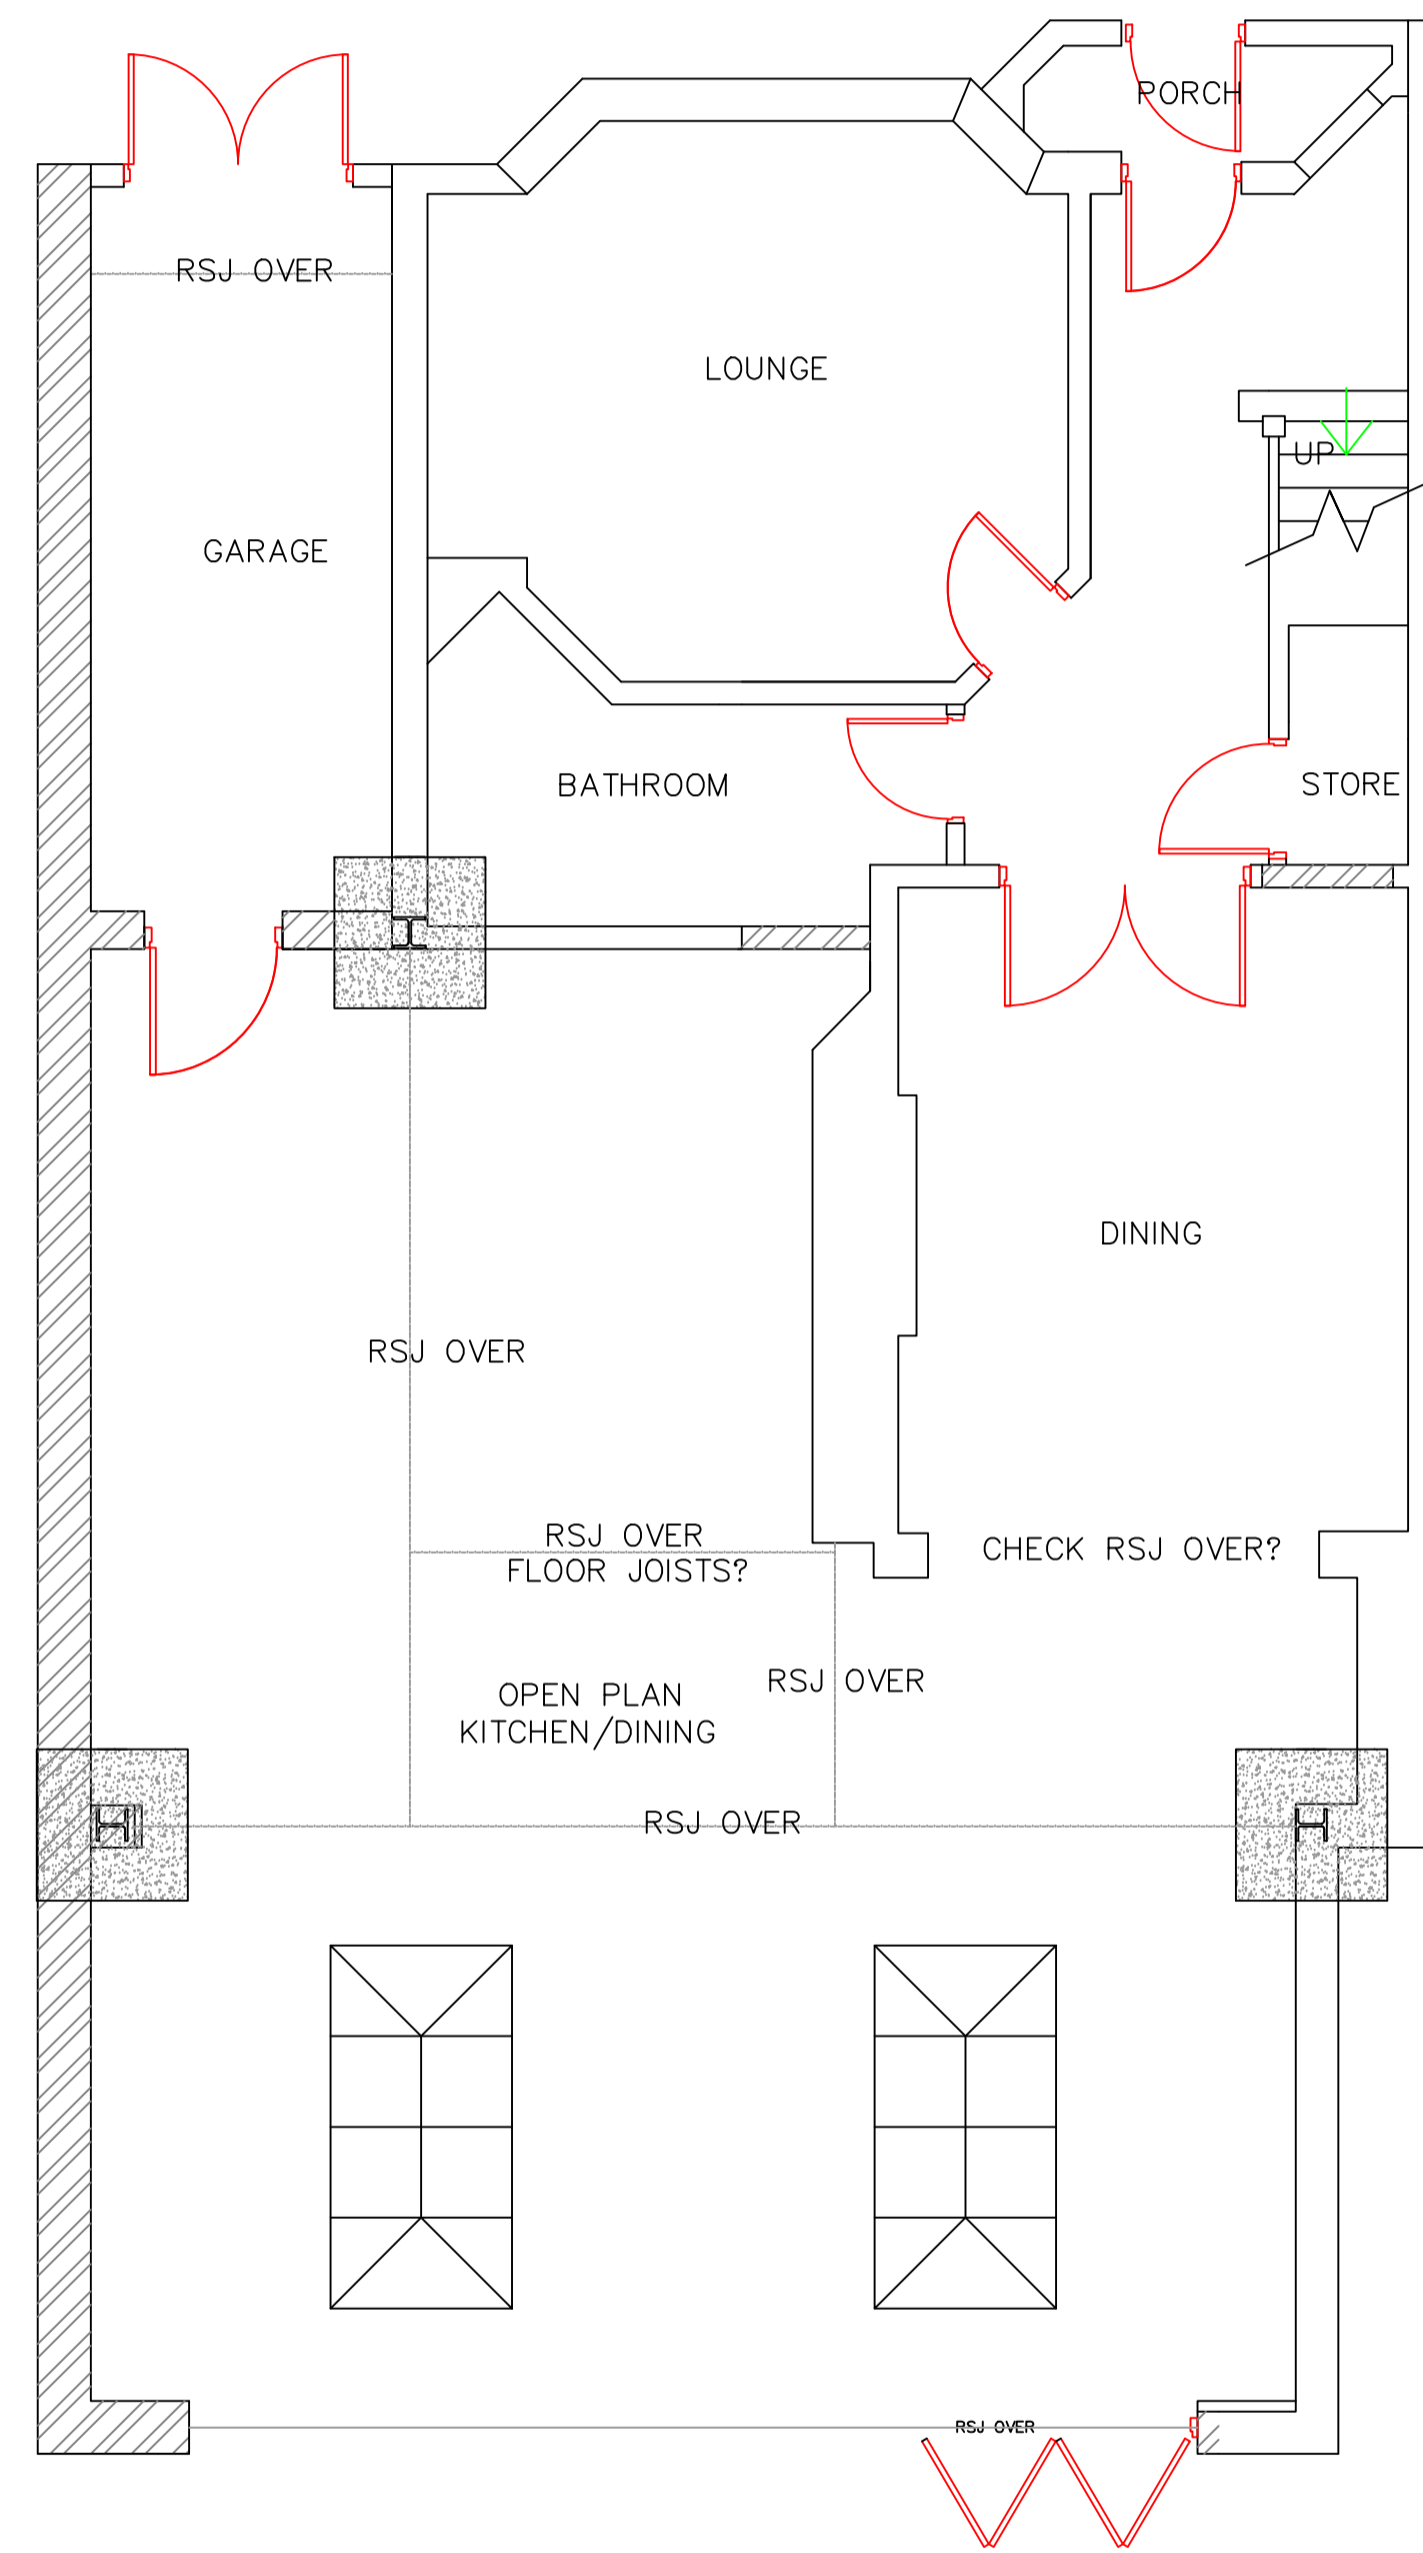 PORCH
RSJ OVER
LOUNGE
UP
GARAGE
BATHROOM
STORE
DINING
RSJ OVER
RSJ OVER
FLOOR JOISTS?
CHECK RSJ OVER?
RSJ OVER
OPEN PLAN
KITCHEN/DINING
RSJ OVER
RSJ OVER